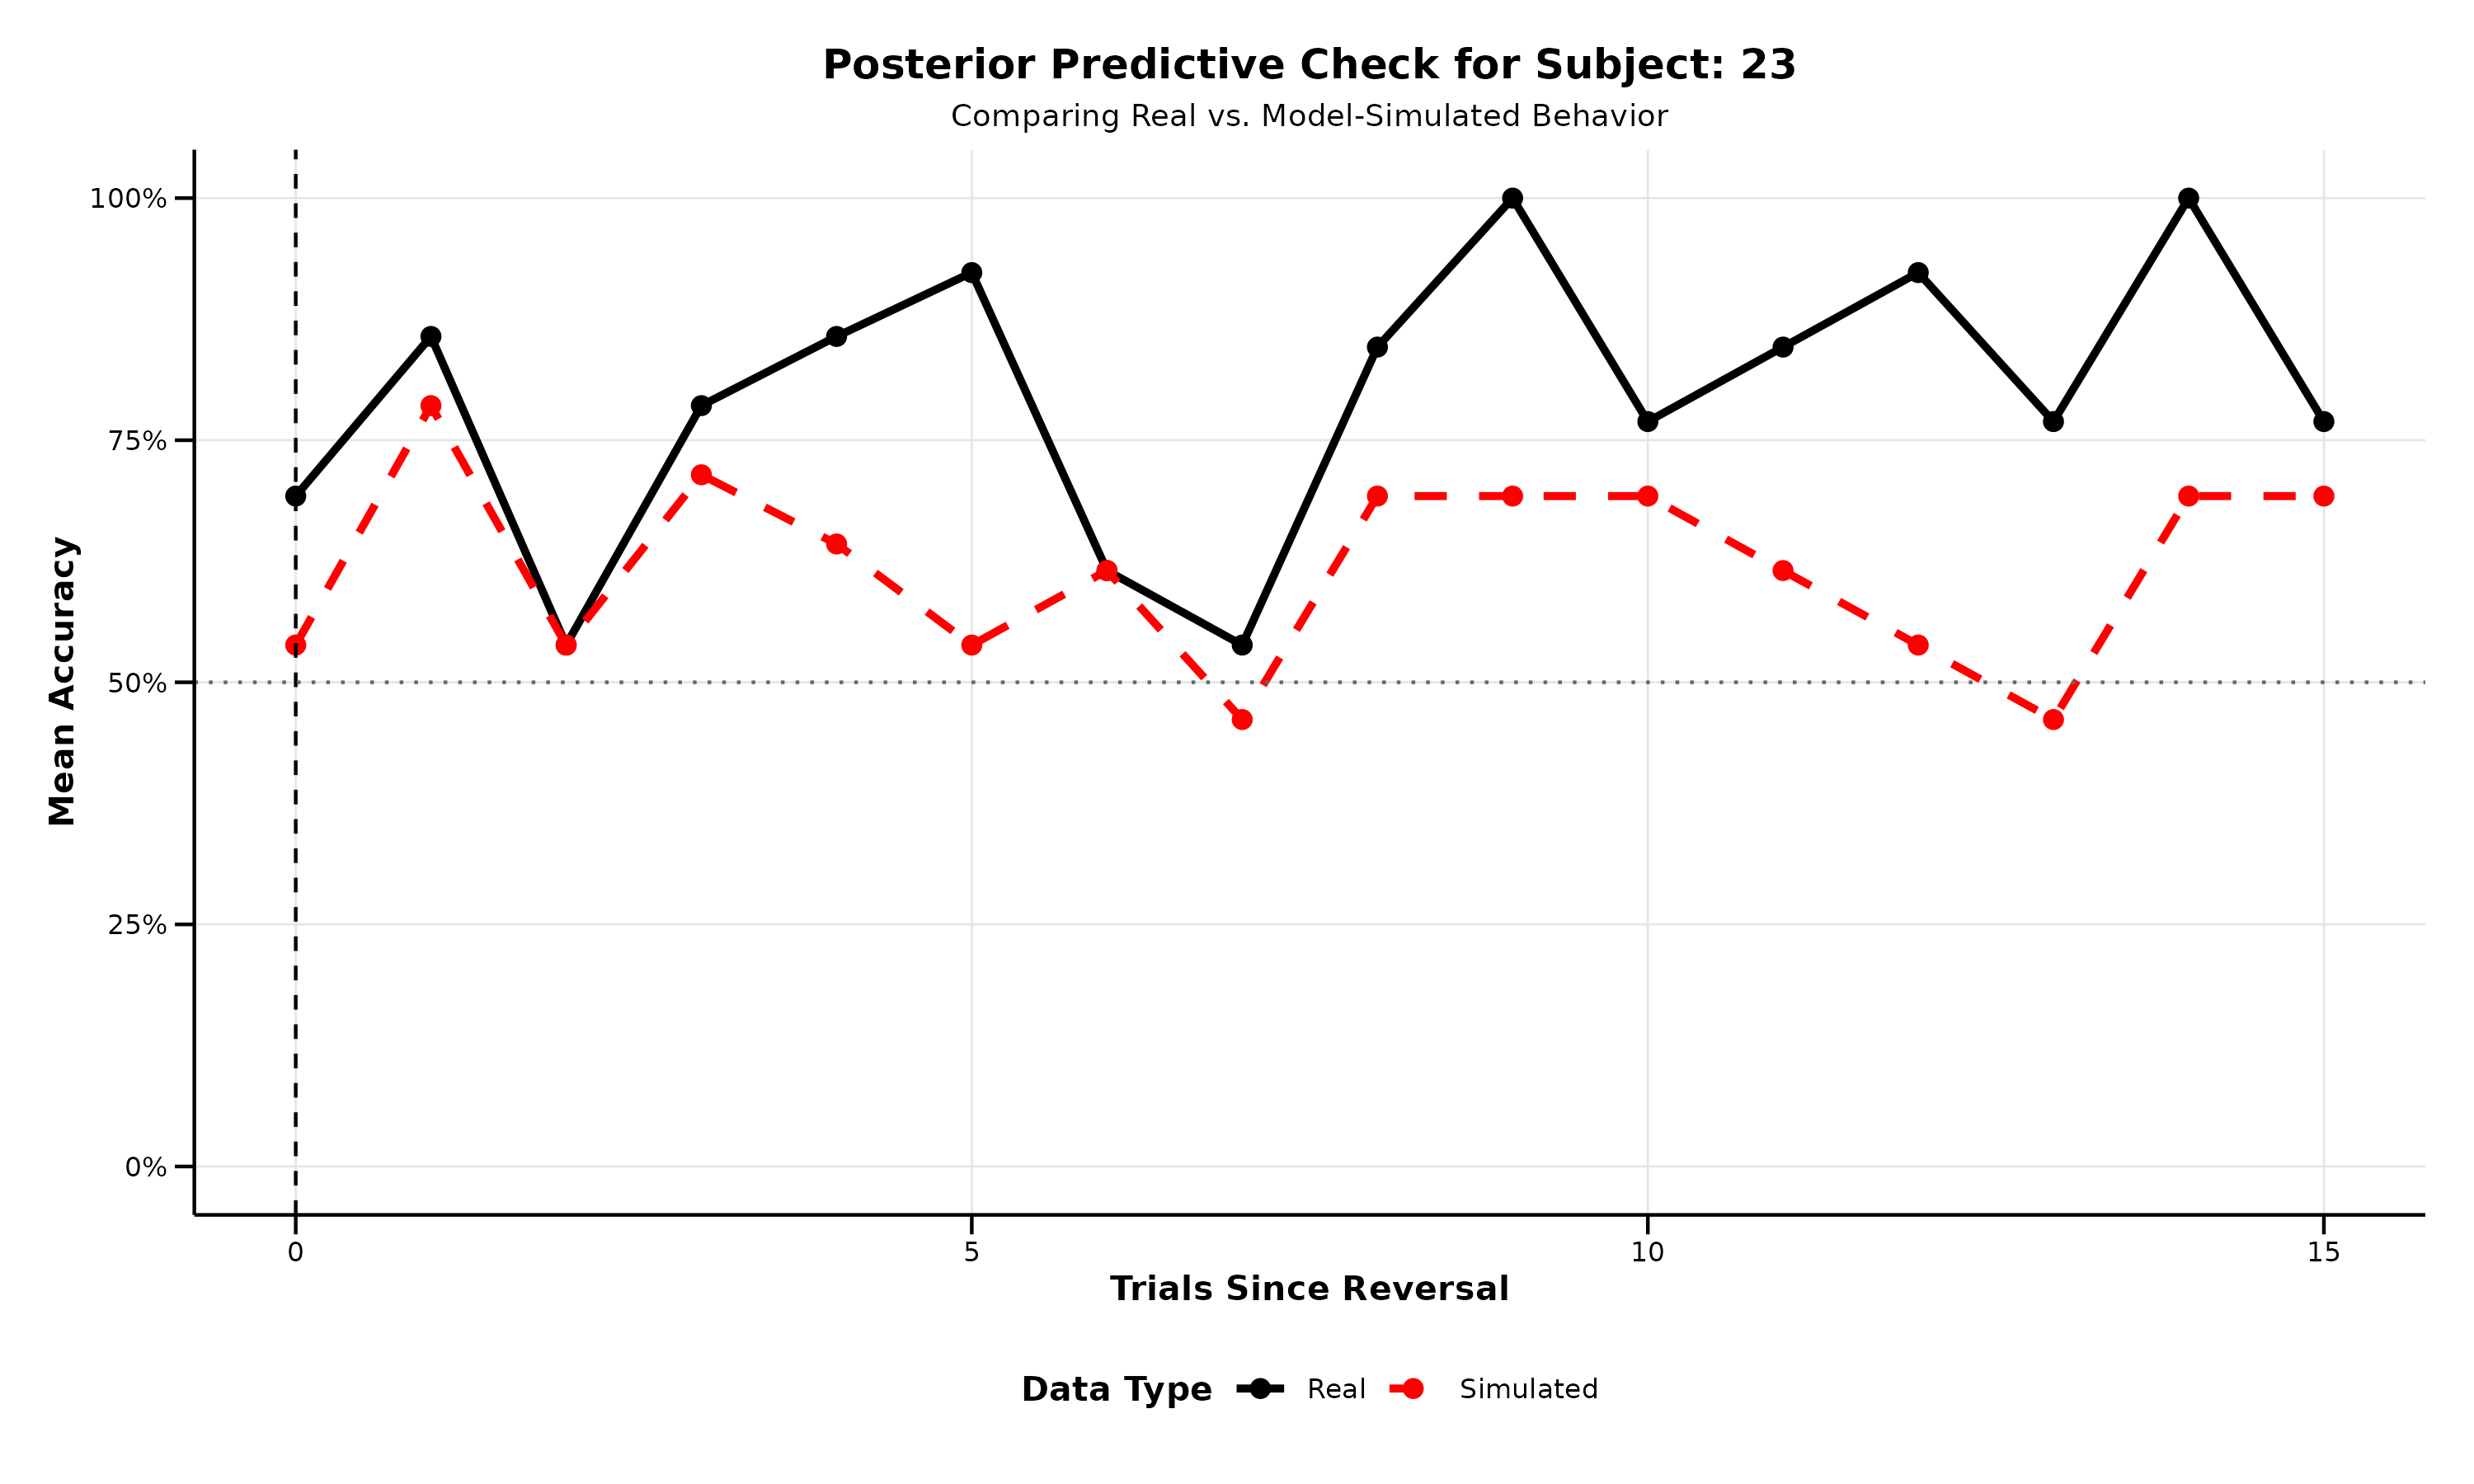 Posterior Predictive Check for Subject: 23
Comparing Real vs. Model-Simulated Behavior
Mean Accuracy
100%
75%
50%
25%
0%
0 5 10 15
Trials Since Reversal
Data Type Real Simulated